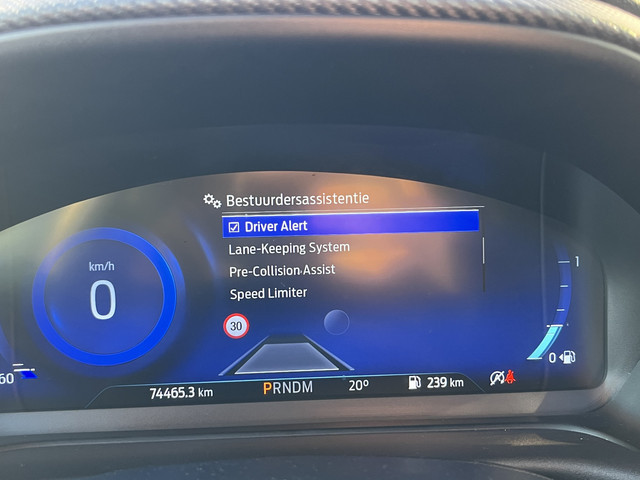 Bestuurdersassistentie
Driver Alert
Lane-Keeping System
Pre-Collision Assist
Speed Limiter
km/h
0
30
1
0
60
74465.3 km
PRNDM
20°
239 km